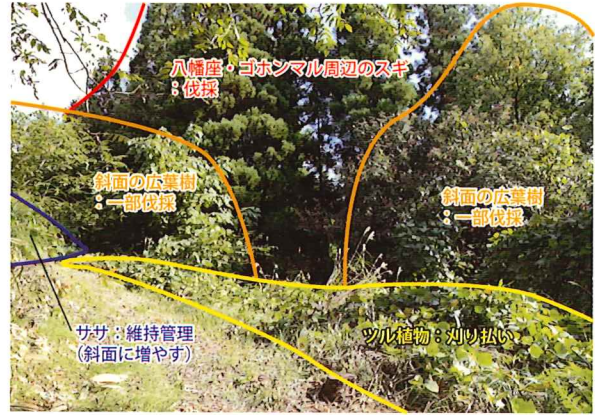 八幡座・ゴホンマル周辺のスギ
：伐採
斜面の広葉樹
：一部伐採
斜面の広葉樹
：一部伐採
ササ：維持管理
（斜面に増やす）
ツル植物：刈り払い